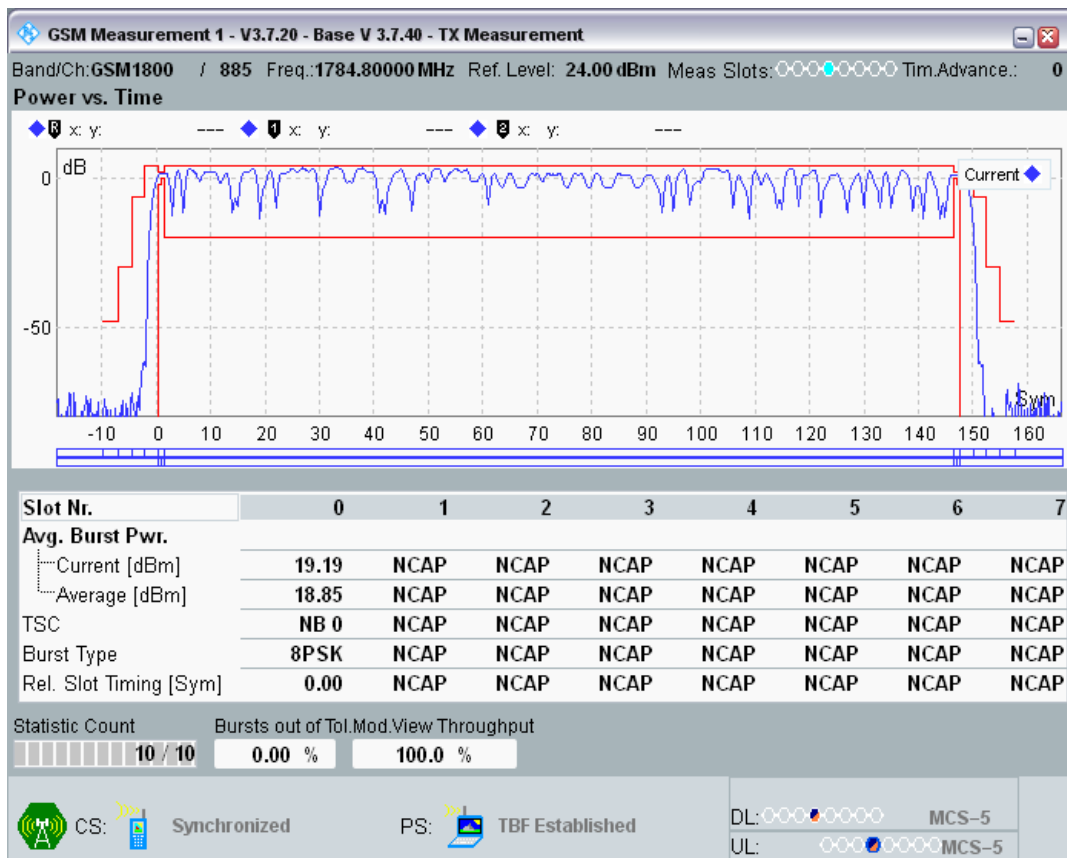 GSM Measurement 1 - V3.7.20 - Base V 3.7.40 - TX Measurement
Band/Ch:GSM1800 / 885 Freq.:1784.80000MHz Ref. Level: 24.00 dBm Meas Slots: Tim.Advance.: 0
Power vs. Time
R x: y: --- 1 x: y: --- 2 x: y: ---
dB
Current
0
-50
Sym
-10 0 10 20 30 40 50 60 70 80 90 100 110 120 130 140 150 160
Slot Nr. 0 1 2 3 4 5 6 7
Avg. Burst Pwr.
Current [dBm] 19.19 NCAP NCAP NCAP NCAP NCAP NCAP NCAP
Average [dBm] 18.85 NCAP NCAP NCAP NCAP NCAP NCAP NCAP
TSC NB 0 NCAP NCAP NCAP NCAP NCAP NCAP NCAP
Burst Type 8PSK NCAP NCAP NCAP NCAP NCAP NCAP NCAP
Rel. Slot Timing [Sym] 0.00 NCAP NCAP NCAP NCAP NCAP NCAP NCAP
Statistic Count Bursts out of Tol.Mod.View Throughput
10 / 10 0.00 % 100.0 %
CS: Synchronized PS: TBF Established
DL: MCS-5
UL: MCS-5